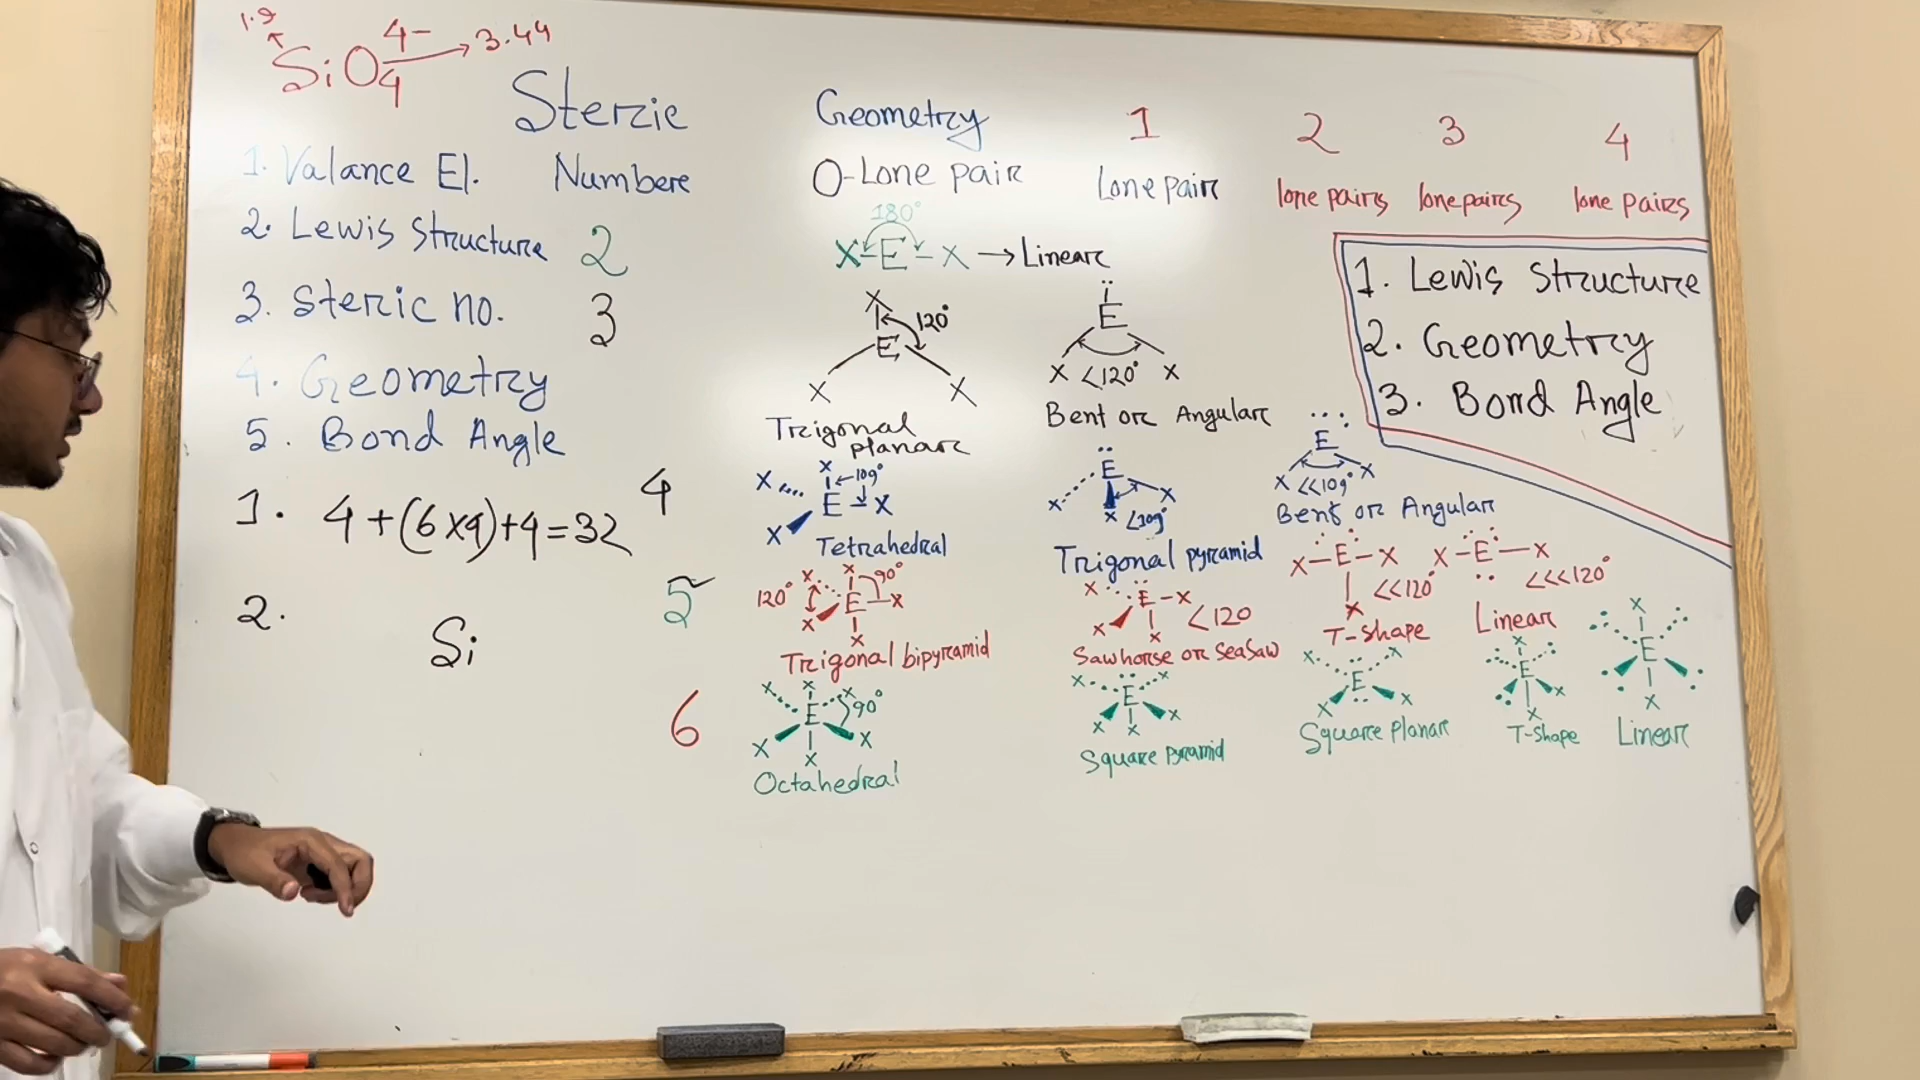 1.9
SiO4 4- → 3.44
Steric
Numbere
1. Valance El.
2. Lewis Structure
3. Steric no.
4. Geometry
5. Bond Angle
1. 4+(6x4)+4=32
2. Si
Geometry
0-Lone pair
1
Lone pair
2
lone pairs
3
lone pairs
4
lone pairs
2
180°
X-E-X → Linear
3
X
E
120°
X X
Trigonal
planar
E
X <120° X
Bent or Angular
4
X
X E X
109°
X
Tetrahedral
E
X X
X <109°
Trigonal pyramid
E
X <<109° X
Bent or Angular
5
120° X X 90°
E-X
X
X
Trigonal bipyramid
X E-X
X X <120
Sawhorse or SeaSaw
X-E-X
X <<120°
T-Shape
X-E-X
<<<120°
Linear
6
X X X
E 90°
X X
X
Octahedral
X X
E
X X X
Square pyramid
X X
E
X X
Square planar
X
E
X
X
T-Shape
X
E
X
Linear
1. Lewis Structure
2. Geometry
3. Bond Angle